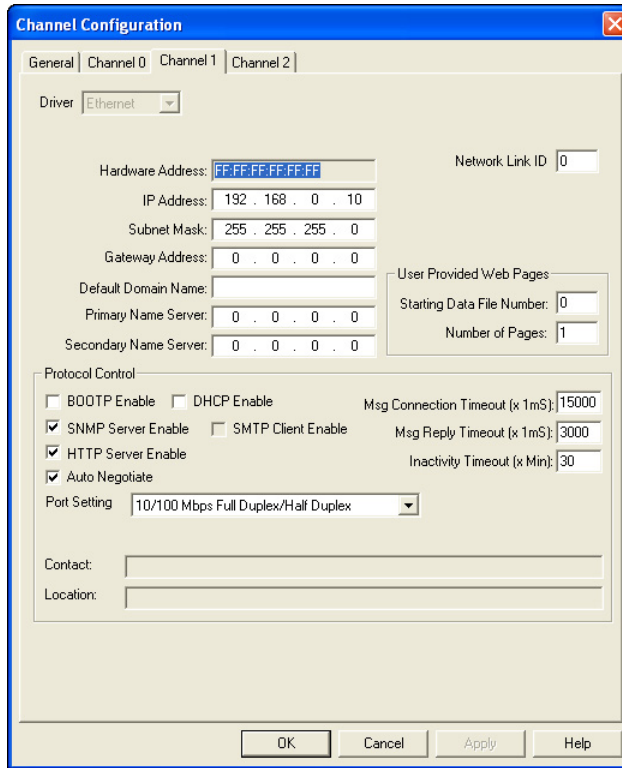 Channel Configuration
General Channel 0 Channel 1 Channel 2
Driver Ethernet
Hardware Address: FF:FF:FF:FF:FF:FF
Network Link ID 0
IP Address: 192 . 168 . 0 . 10
Subnet Mask: 255 . 255 . 255 . 0
Gateway Address: 0 . 0 . 0 . 0
Default Domain Name:
Primary Name Server: 0 . 0 . 0 . 0
Secondary Name Server: 0 . 0 . 0 . 0
User Provided Web Pages
Starting Data File Number: 0
Number of Pages: 1
Protocol Control
BOOTP Enable DHCP Enable
SNMP Server Enable SMTP Client Enable
HTTP Server Enable
Auto Negotiate
Msg Connection Timeout (x 1mS): 15000
Msg Reply Timeout (x 1mS): 3000
Inactivity Timeout (x Min): 30
Port Setting 10/100 Mbps Full Duplex/Half Duplex
Contact:
Location:
OK Cancel Apply Help